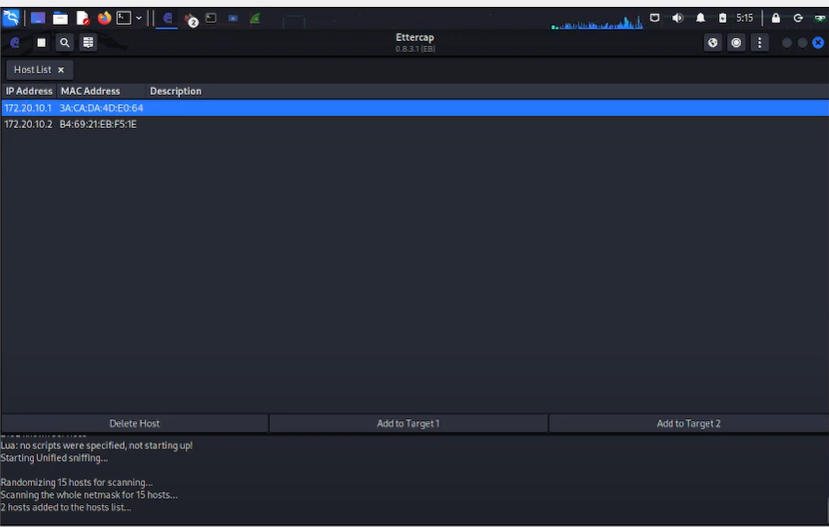 5:15
Ettercap
0.8.3.1 (EB)
Host List ×
IP Address MAC Address Description
172.20.10.1 3A:CA:DA:4D:E0:64
172.20.10.2 B4:69:21:EB:F5:1E
Delete Host Add to Target 1 Add to Target 2
Lua: no scripts were specified, not starting up!
Starting Unified sniffing...
Randomizing 15 hosts for scanning...
Scanning the whole netmask for 15 hosts...
2 hosts added to the hosts list...